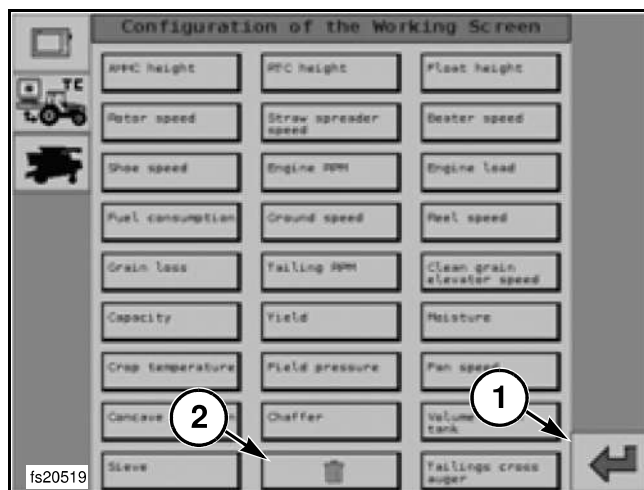 Configuration of the Working Screen
TC
AHHC height
RTC height
Float height
Rotor speed
Straw spreader
speed
Beater speed
Shoe speed
Engine RPM
Engine load
Fuel consumption
Ground speed
Reel speed
Grain loss
Tailing RPM
Clean grain
elevator speed
Capacity
Yield
Moisture
Crop temperature
Field pressure
Fan speed
1
Concave
2
Chaffer
Volume
tank
Sieve
Tailings cross
auger
fs20519